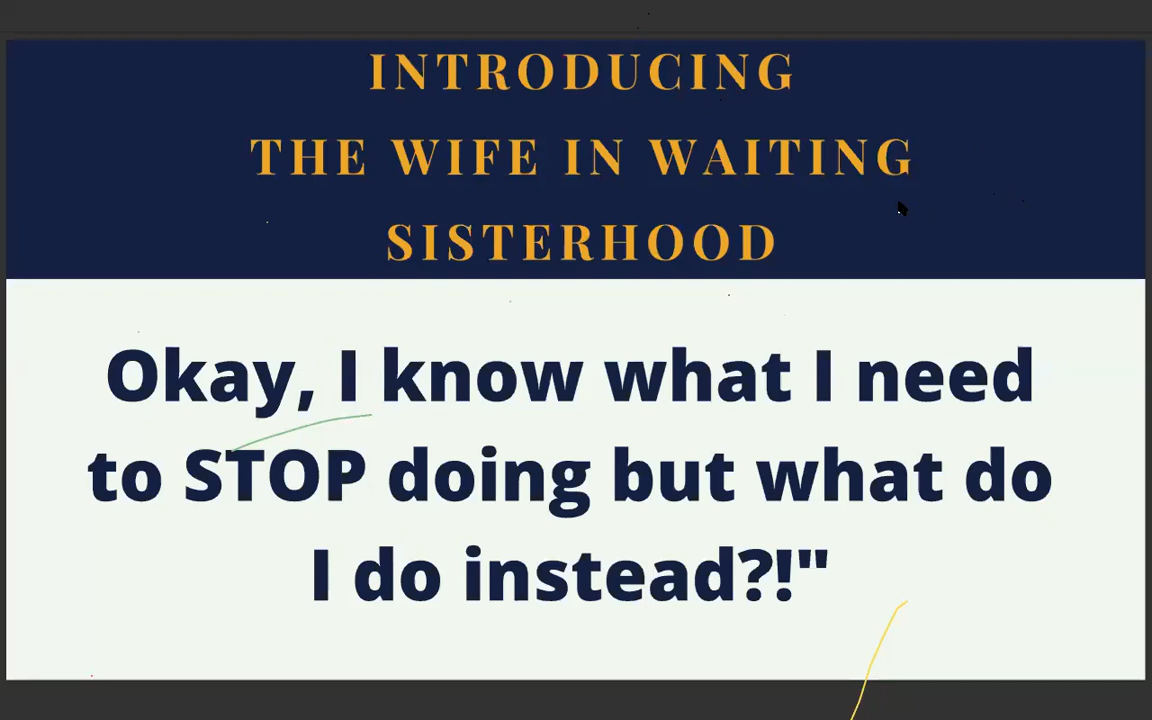 INTRODUCING
THE WIFE IN WAITING
SISTERHOOD
Okay, I know what I need
to STOP doing but what do
I do instead?!"